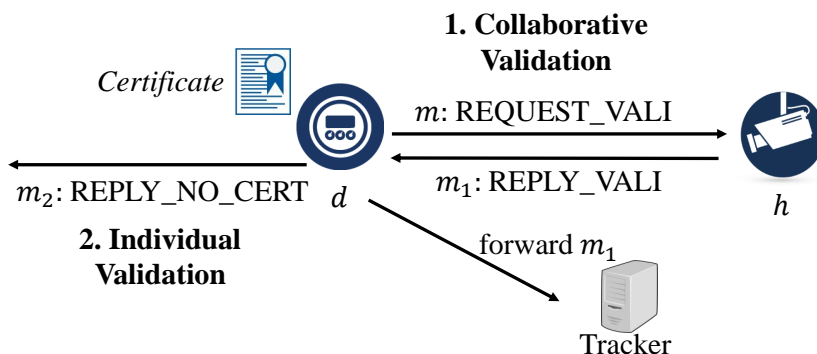 1. Collaborative
Validation
Certificate
m: REQUEST_VALI
m₁: REPLY_VALI
m₂: REPLY_NO_CERT
d
h
2. Individual
Validation
forward m₁
Tracker